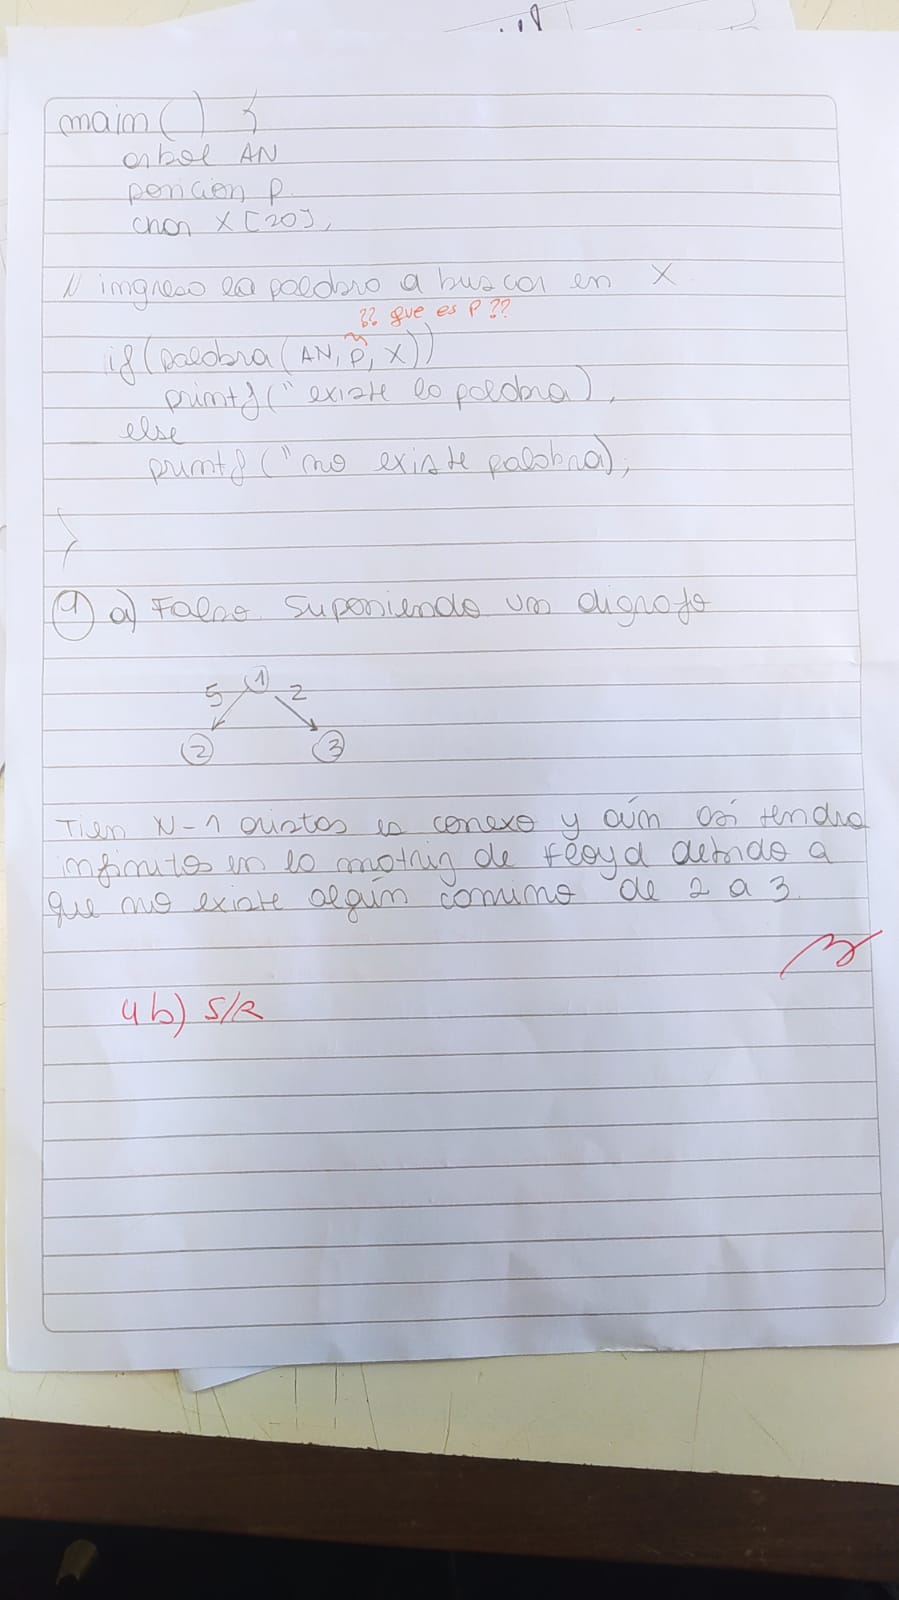 main() {
arbol AN
posicion p
char X[20];
// ingreso la palabra a buscar en X
?? que es P ??
if(palabra(AN, p, X))
printf("existe la palabra);
else
printf("no existe palabra);
}
4 a) Falso. Suponiendo un digrafo
1
5 2
2 3
Tien N-1 aristas es conexo y aún así tendra
infinitos en la matriz de Floyd debido a
que no existe algún camino de 2 a 3.
4b) S/R